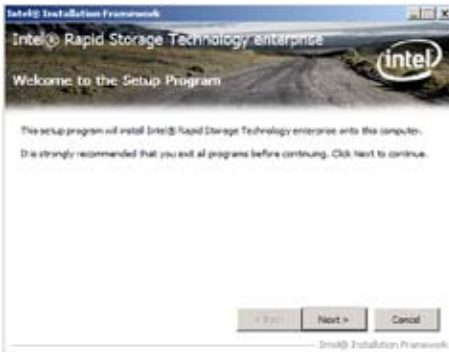 Intel® Installation Framework
Intel® Rapid Storage Technology enterprise
intel
Welcome to the Setup Program
This setup program will install Intel® Rapid Storage Technology enterprise onto this computer.
It is strongly recommended that you exit all programs before continuing. Click Next to continue.
< Back
Next >
Cancel
Intel® Installation Framework